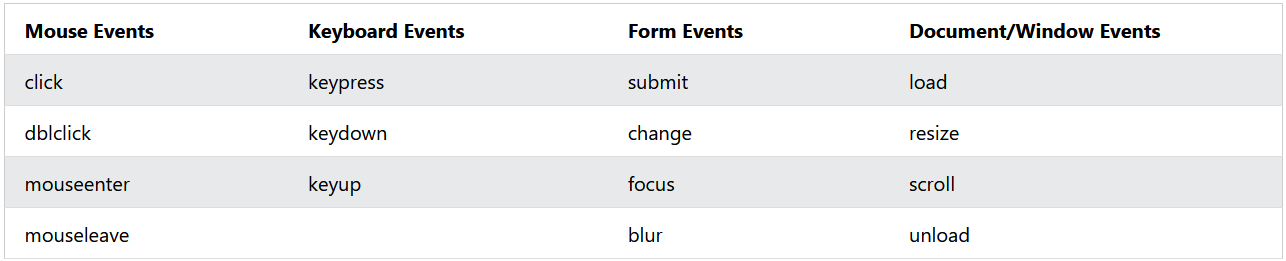 Mouse Events Keyboard Events Form Events Document/Window Events
click keypress submit load
dblclick keydown change resize
mouseenter keyup focus scroll
mouseleave blur unload